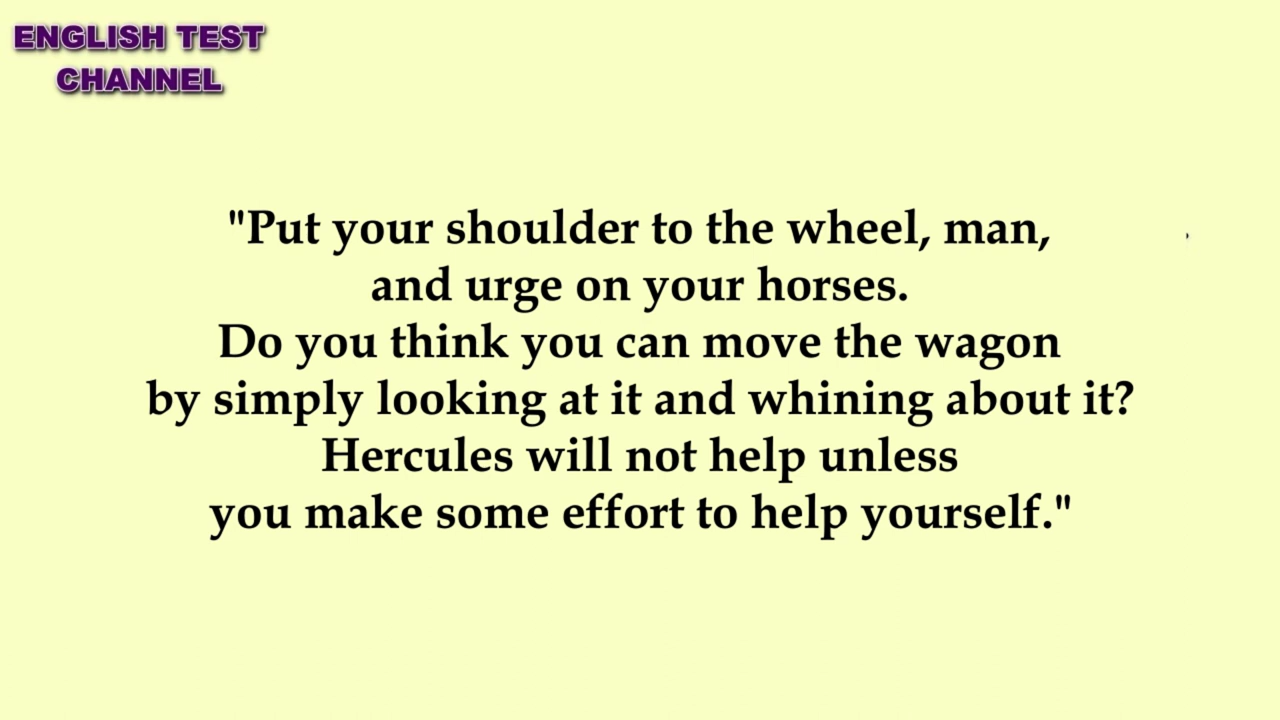 ENGLISH TEST
CHANNEL
"Put your shoulder to the wheel, man,
and urge on your horses.
Do you think you can move the wagon
by simply looking at it and whining about it?
Hercules will not help unless
you make some effort to help yourself."